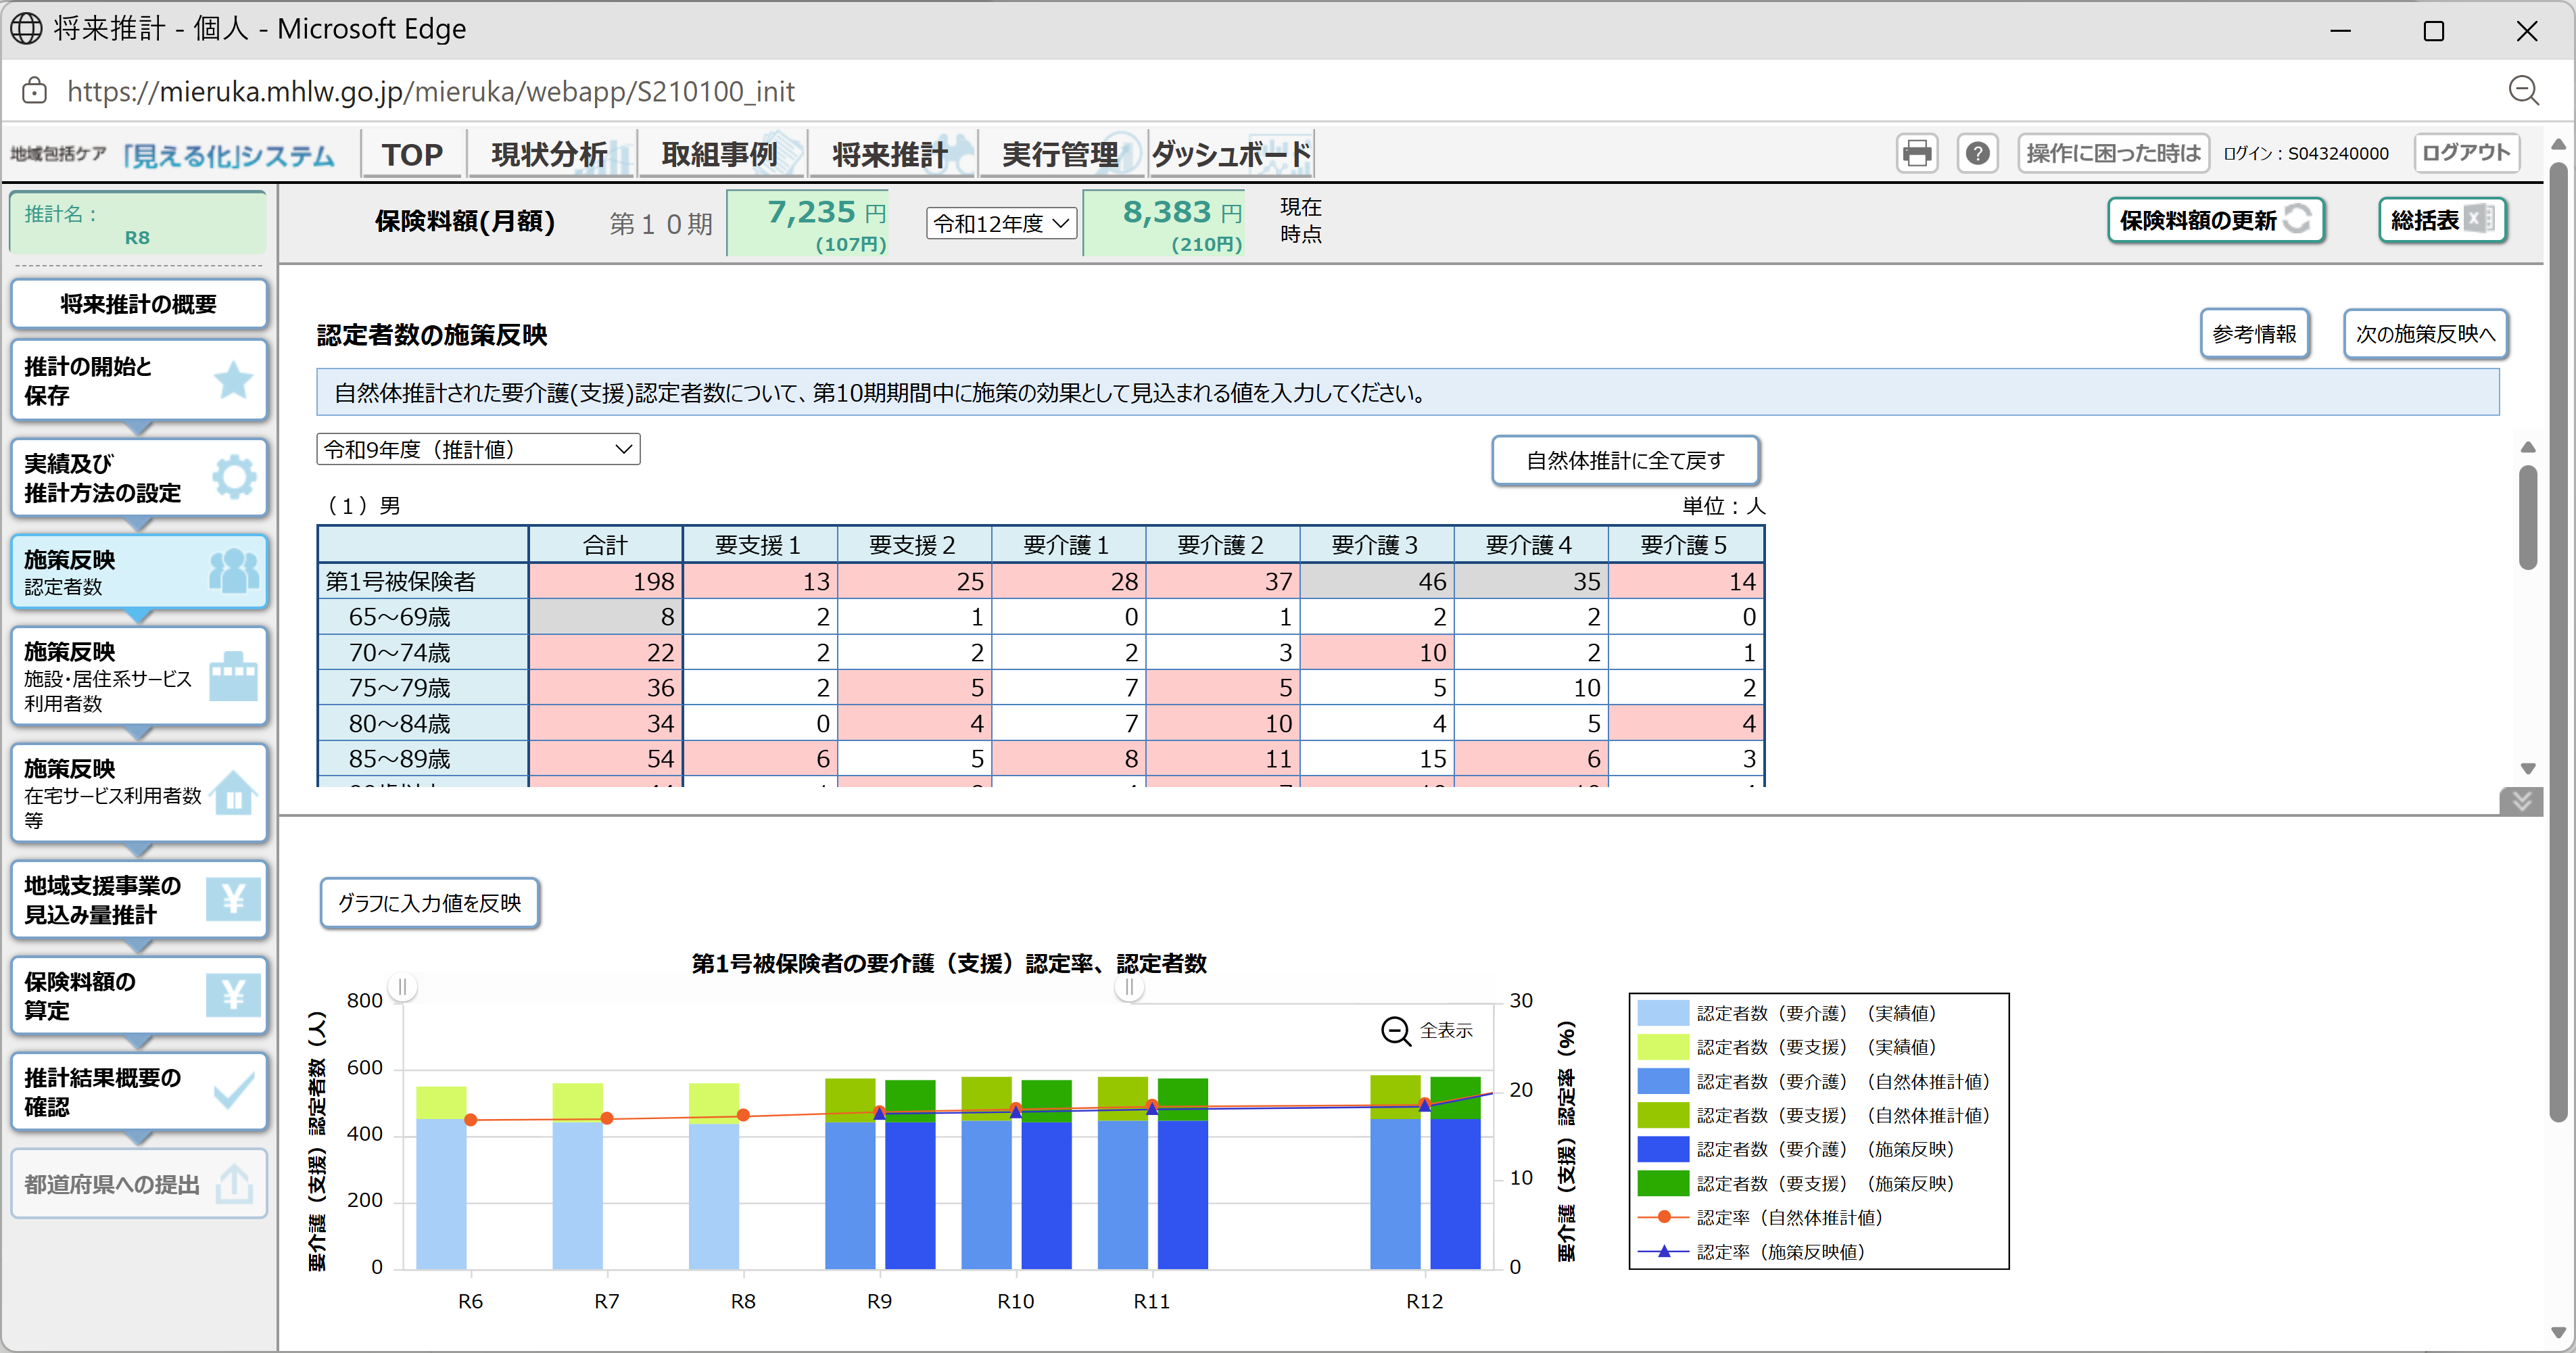 将来推計 - 個人 - Microsoft Edge
https://mieruka.mhlw.go.jp/mieruka/webapp/S210100_init
地域包括ケア 「見える化」システム TOP 現状分析 取組事例 将来推計 実行管理 ダッシュボード ? 操作に困った時は ログイン：S043240000 ログアウト
推計名：
R8
保険料額(月額) 第１０期 7,235 円 (107円) 令和12年度 8,383 円 (210円) 現在時点 保険料額の更新 総括表
将来推計の概要
推計の開始と
保存
実績及び
推計方法の設定
施策反映
認定者数
施策反映
施設・居住系サービス
利用者数
施策反映
在宅サービス利用者数
等
地域支援事業の
見込み量推計
保険料額の
算定
推計結果概要の
確認
都道府県への提出
認定者数の施策反映 参考情報 次の施策反映へ
自然体推計された要介護(支援)認定者数について、第10期期間中に施策の効果として見込まれる値を入力してください。
令和9年度（推計値） 自然体推計に全て戻す
（1）男 単位：人
合計 要支援１ 要支援２ 要介護１ 要介護２ 要介護３ 要介護４ 要介護５
第1号被保険者 198 13 25 28 37 46 35 14
65～69歳 8 2 1 0 1 2 2 0
70～74歳 22 2 2 2 3 10 2 1
75～79歳 36 2 5 7 5 5 10 2
80～84歳 34 0 4 7 10 4 5 4
85～89歳 54 6 5 8 11 15 6 3
グラフに入力値を反映
第1号被保険者の要介護（支援）認定率、認定者数
要介護（支援）認定者数（人）
800
600
400
200
0
全表示
30
20
10
0
要介護（支援）認定率（%）
R6 R7 R8 R9 R10 R11 R12
認定者数（要介護）（実績値）
認定者数（要支援）（実績値）
認定者数（要介護）（自然体推計値）
認定者数（要支援）（自然体推計値）
認定者数（要介護）（施策反映）
認定者数（要支援）（施策反映）
認定率（自然体推計値）
認定率（施策反映値）